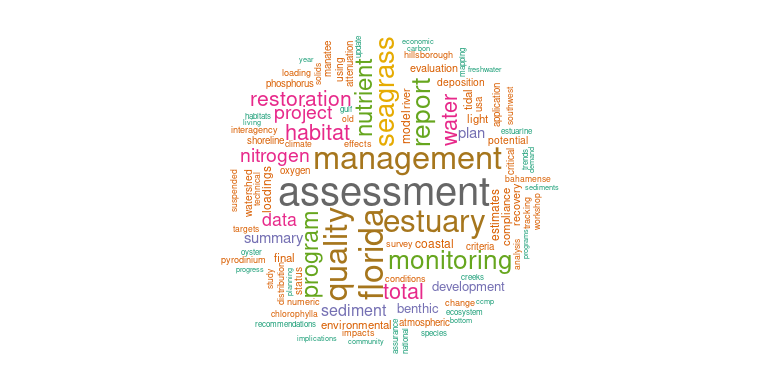 economic
carbon
hillsborough
update
mapping
year
solids
manatee
using
attenuation
nutrient
seagrass
evaluation
freshwater
loading
phosphorus
deposition
restoration
gulf
model
river
report
tidal
usa
application
southwest
habitats
project
old
water
light
living
interagency
habitat
plan
estuarine
shoreline
climate
effects
potential
nitrogen
management
critical
trends
demand
suspended
watershed
technical
loadings
oxygen
bahamense
assessment
recovery
sediments
data
program
quality
florida
estuary
estimates
compliance
tracking
workshop
targets
summary
survey
coastal
criteria
analysis
programs
oyster
pyrodinium
final
monitoring
progress
study
distribution
planning
status
conditions
creeks
total
development
numeric
change
ccmp
chlorophylla
sediment
benthic
ecosystem
recommendations
environmental
atmospheric
bottom
impacts
species
implications
community
assurance
national